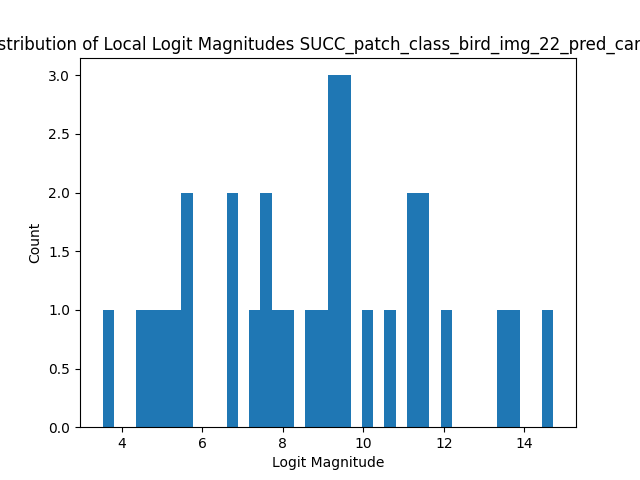 stribution of Local Logit Magnitudes SUCC_patch_class_bird_img_22_pred_car
3.0
2.5
2.0
1.5
1.0
0.5
0.0
Count
4 6 8 10 12 14
Logit Magnitude